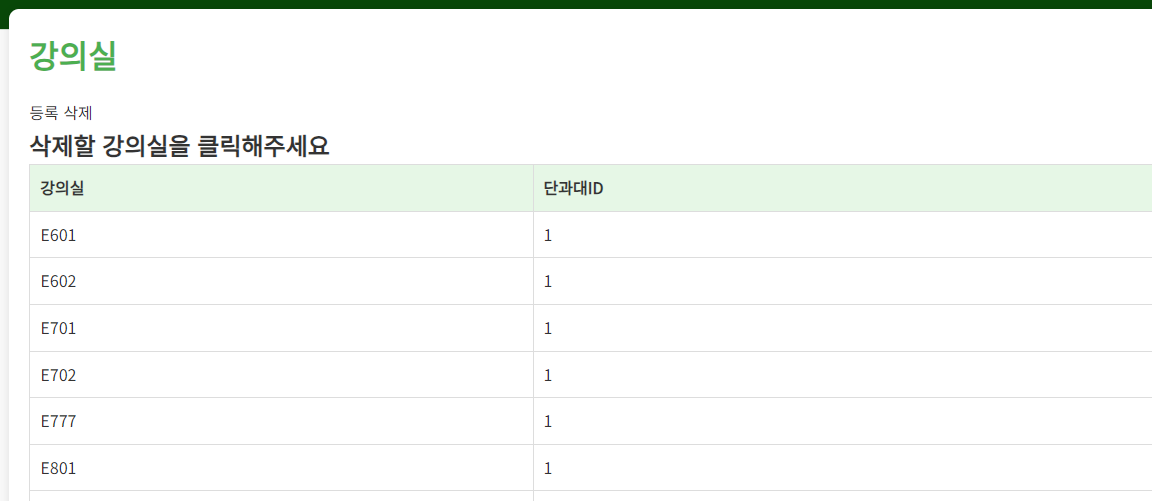 강의실
등록 삭제
삭제할 강의실을 클릭해주세요
강의실 단과대ID
E601 1
E602 1
E701 1
E702 1
E777 1
E801 1